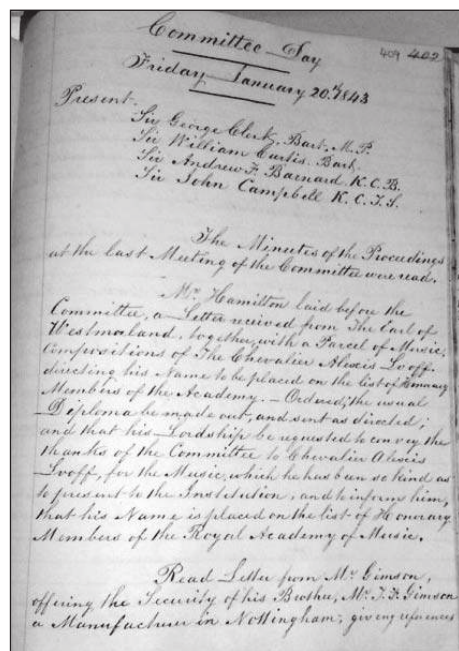 Committee Day
409 402
Friday January 20th, 1843
Present.
Sir George Clerk, Bart. M.P.
Sir William Curtis, Bart.
Sir Andrew F. Barnard K.C.B.
Sir John Campbell K.C.T.S.
The Minutes of the Proceedings
at the last Meeting of the Committee were read.
Mr. Hamilton laid before the
Committee, a Letter received from The Earl of
Westmorland, together with a Parcel of Music,
Compositions of The Chevalier Alexis Lvoff.
directing his Name to be placed on the list of Honorary
Members of the Academy. – Ordered, the usual
Diploma be made out, and sent as directed;
and that his Lordship be requested to convey the
thanks of the Committee to Chevalier Alexis
Lvoff, for the Music, which he has been so kind as
to present to the Institution, and to inform him,
that his Name is placed on the list of Honorary
Members of the Royal Academy of Music.
Read Letter from Mr. Gimson,
offering the Security of his Brother, Mr. Gimson
a Manufacturer in Nottingham; giving references